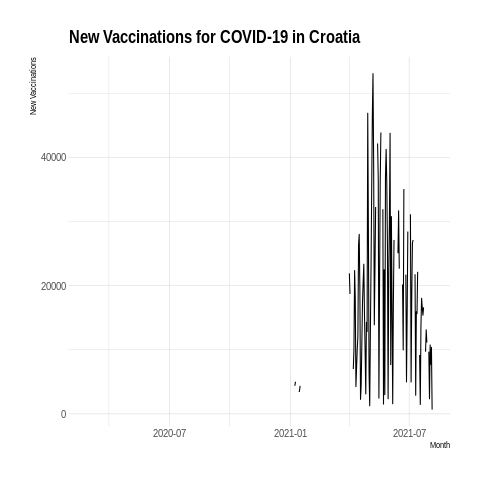 New Vaccinations for COVID-19 in Croatia
New Vaccinations
40000
20000
0
2020-07 2021-01 2021-07
Month